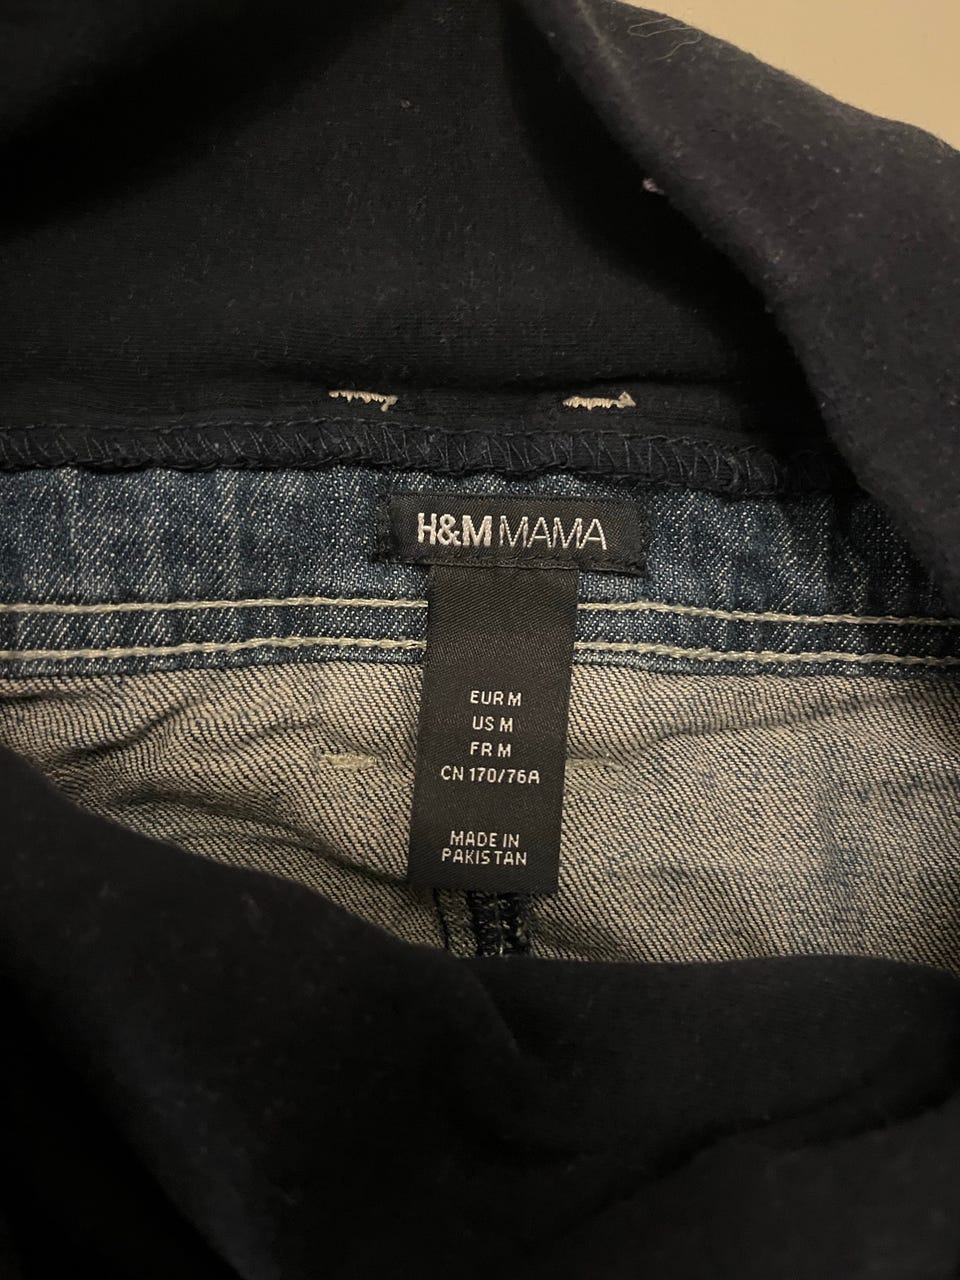 H&M MAMA
EUR M
US M
FR M
CN 170/76A
MADE IN
PAKISTAN